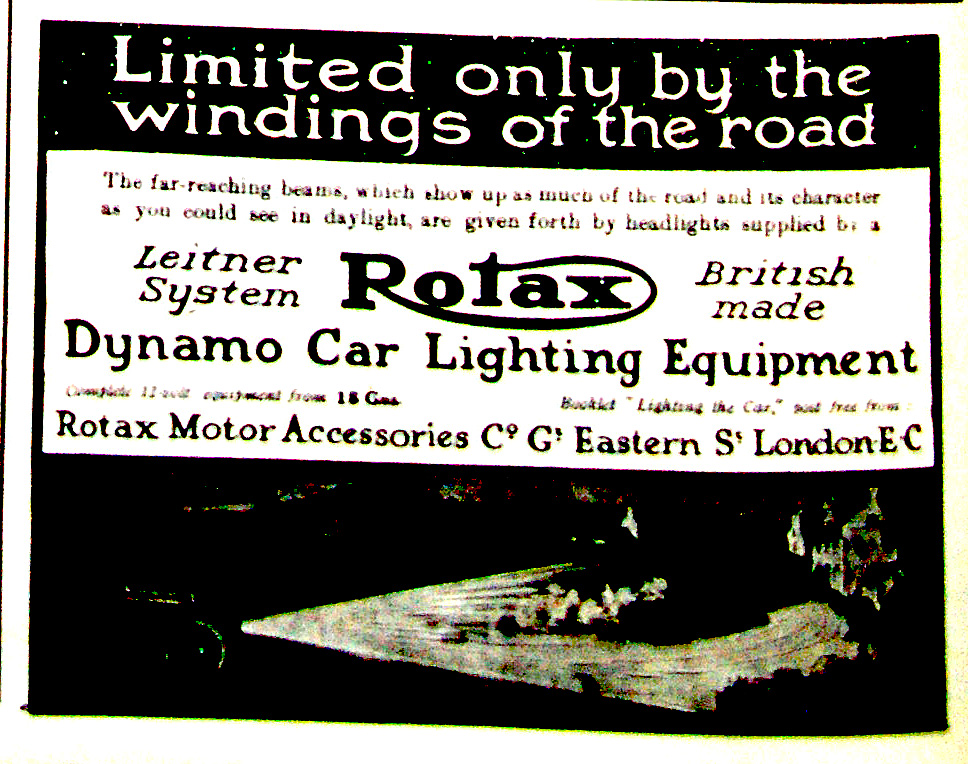 Limited only by the
windings of the road
The far-reaching beams, which show up as much of the road and its character
as you could see in daylight, are given forth by headlights supplied by a
Leitner
System
Rotax
British
made
Dynamo Car Lighting Equipment
Complete 12-volt equipment from 18 Gns.
Booklet "Lighting the Car," post free from :
Rotax Motor Accessories Cº Gᵗ Eastern Sᵗ London E·C